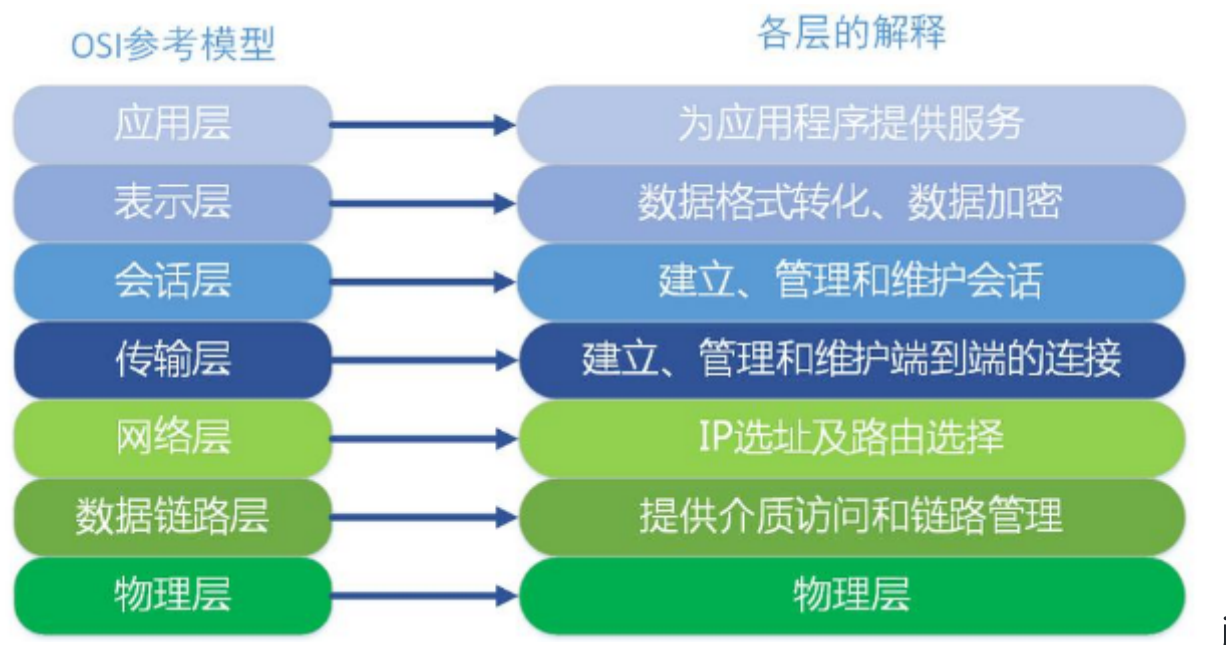 OSI参考模型 各层的解释
应用层 为应用程序提供服务
表示层 数据格式转化、数据加密
会话层 建立、管理和维护会话
传输层 建立、管理和维护端到端的连接
网络层 IP选址及路由选择
数据链路层 提供介质访问和链路管理
物理层 物理层